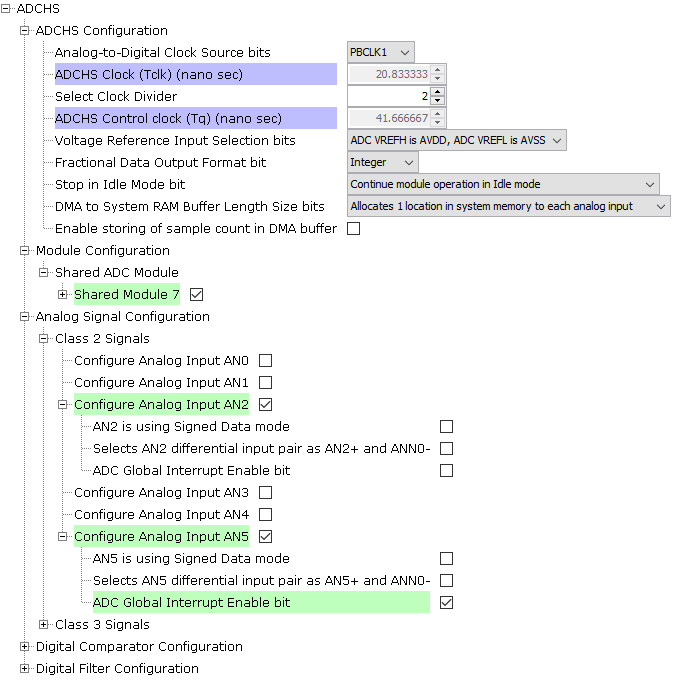 ADCHS
ADCHS Configuration
Analog-to-Digital Clock Source bits PBCLK1
ADCHS Clock (Tclk) (nano sec) 20.833333
Select Clock Divider 2
ADCHS Control clock (Tq) (nano sec) 41.666667
Voltage Reference Input Selection bits ADC VREFH is AVDD, ADC VREFL is AVSS
Fractional Data Output Format bit Integer
Stop in Idle Mode bit Continue module operation in Idle mode
DMA to System RAM Buffer Length Size bits Allocates 1 location in system memory to each analog input
Enable storing of sample count in DMA buffer
Module Configuration
Shared ADC Module
Shared Module 7
Analog Signal Configuration
Class 2 Signals
Configure Analog Input AN0
Configure Analog Input AN1
Configure Analog Input AN2
AN2 is using Signed Data mode
Selects AN2 differential input pair as AN2+ and ANN0-
ADC Global Interrupt Enable bit
Configure Analog Input AN3
Configure Analog Input AN4
Configure Analog Input AN5
AN5 is using Signed Data mode
Selects AN5 differential input pair as AN5+ and ANN0-
ADC Global Interrupt Enable bit
Class 3 Signals
Digital Comparator Configuration
Digital Filter Configuration